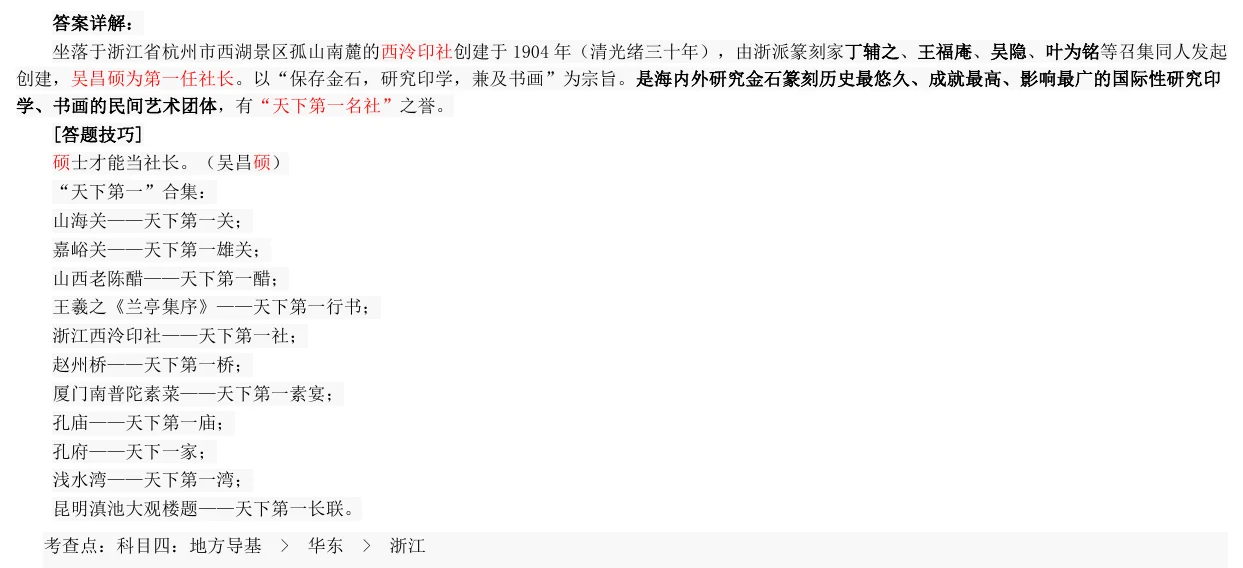 答案详解：
坐落于浙江省杭州市西湖景区孤山南麓的西泠印社创建于 1904 年（清光绪三十年），由浙派篆刻家丁辅之、王福庵、吴隐、叶为铭等召集同人发起
创建，吴昌硕为第一任社长。以“保存金石，研究印学，兼及书画”为宗旨。是海内外研究金石篆刻历史最悠久、成就最高、影响最广的国际性研究印
学、书画的民间艺术团体，有“天下第一名社”之誉。
[答题技巧]
硕士才能当社长。（吴昌硕）
“天下第一”合集：
山海关——天下第一关；
嘉峪关——天下第一雄关；
山西老陈醋——天下第一醋；
王羲之《兰亭集序》——天下第一行书；
浙江西泠印社——天下第一社；
赵州桥——天下第一桥；
厦门南普陀素菜——天下第一素宴；
孔庙——天下第一庙；
孔府——天下一家；
浅水湾——天下第一湾；
昆明滇池大观楼题——天下第一长联。
考查点：科目四：地方导基 > 华东 > 浙江